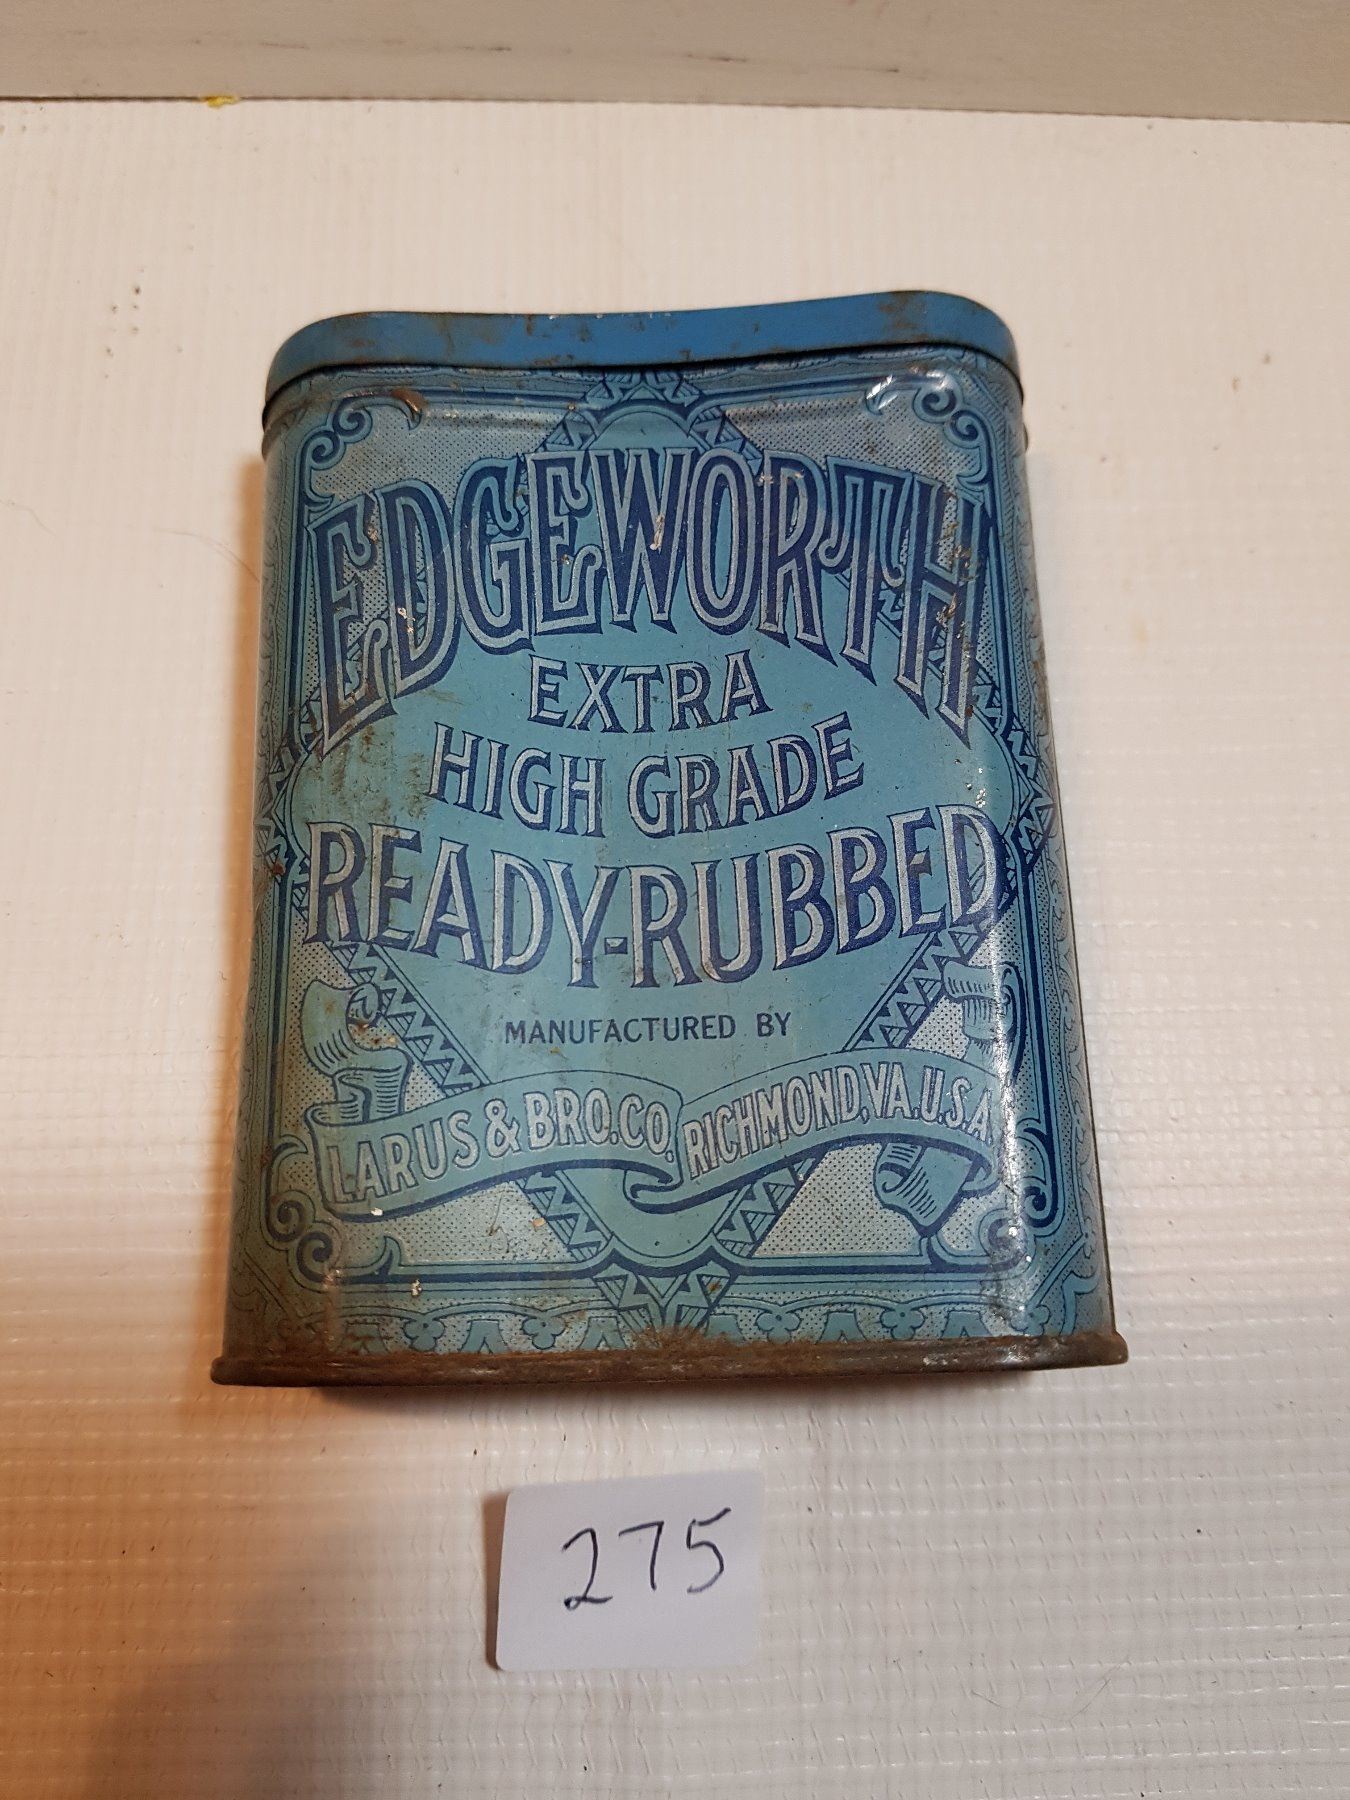 EDGEWORTH
EXTRA
HIGH GRADE
READY-RUBBED
MANUFACTURED BY
LARUS & BRO. CO. RICHMOND, VA. U.S.A.
275